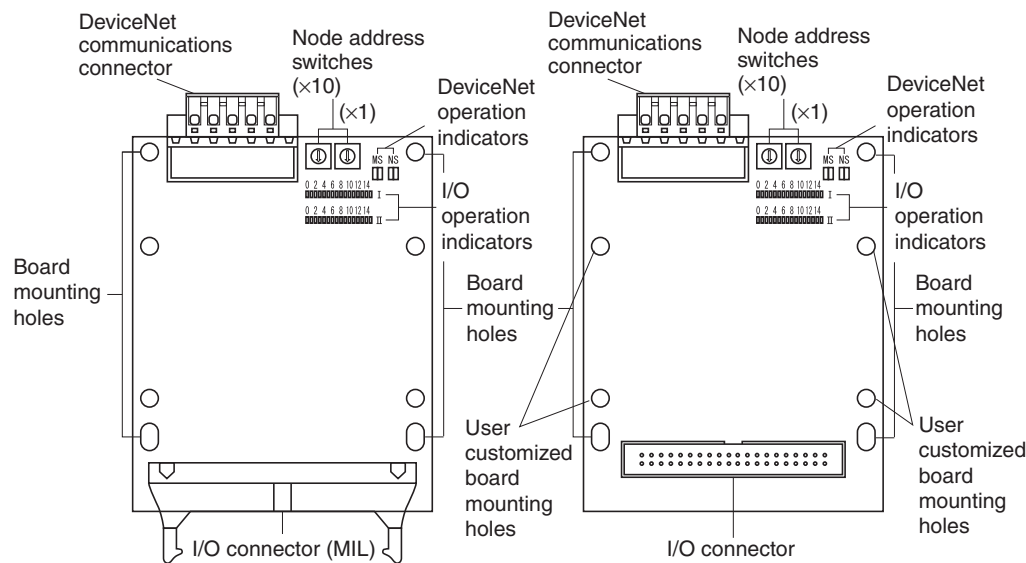 DeviceNet
communications
connector
Node address
switches
(×10)
(×1)
DeviceNet
operation
indicators
MS NS
0 2 4 6 8 10 12 14
I
0 2 4 6 8 10 12 14
II
I/O
operation
indicators
Board
mounting
holes
I/O connector (MIL)
DeviceNet
communications
connector
Node address
switches
(×10)
(×1)
DeviceNet
operation
indicators
MS NS
0 2 4 6 8 10 12 14
I
0 2 4 6 8 10 12 14
II
I/O
operation
indicators
Board
mounting
holes
Board
mounting
holes
User
customized
board
mounting
holes
User
customized
board
mounting
holes
I/O connector